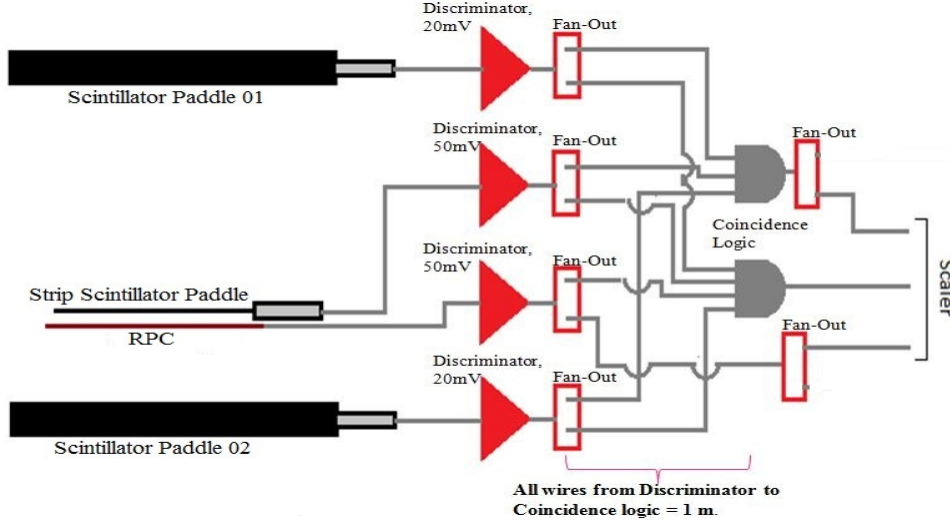 Discriminator,
20mV
Fan-Out
Scintillator Paddle 01
Discriminator,
50mV
Fan-Out
Fan-Out
Coincidence
Logic
Discriminator,
50mV
Fan-Out
Strip Scintillator Paddle
RPC
Scaler
Fan-Out
Discriminator,
20mV
Fan-Out
Scintillator Paddle 02
All wires from Discriminator to
Coincidence logic = 1 m.